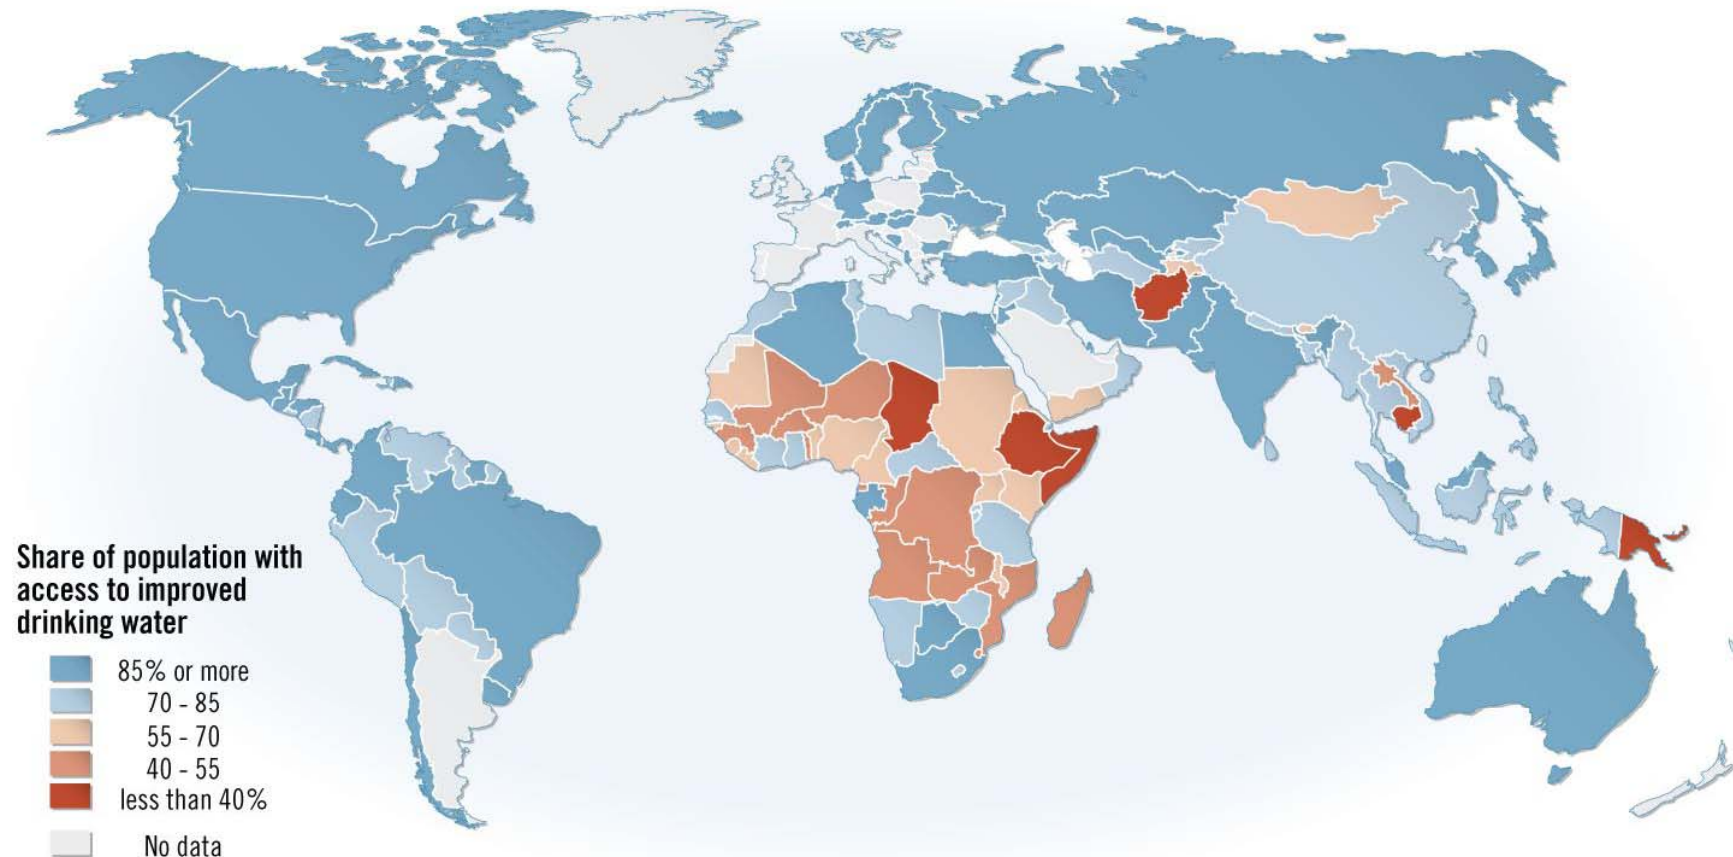 Share of population with
access to improved
drinking water
85% or more
70 - 85
55 - 70
40 - 55
less than 40%
No data